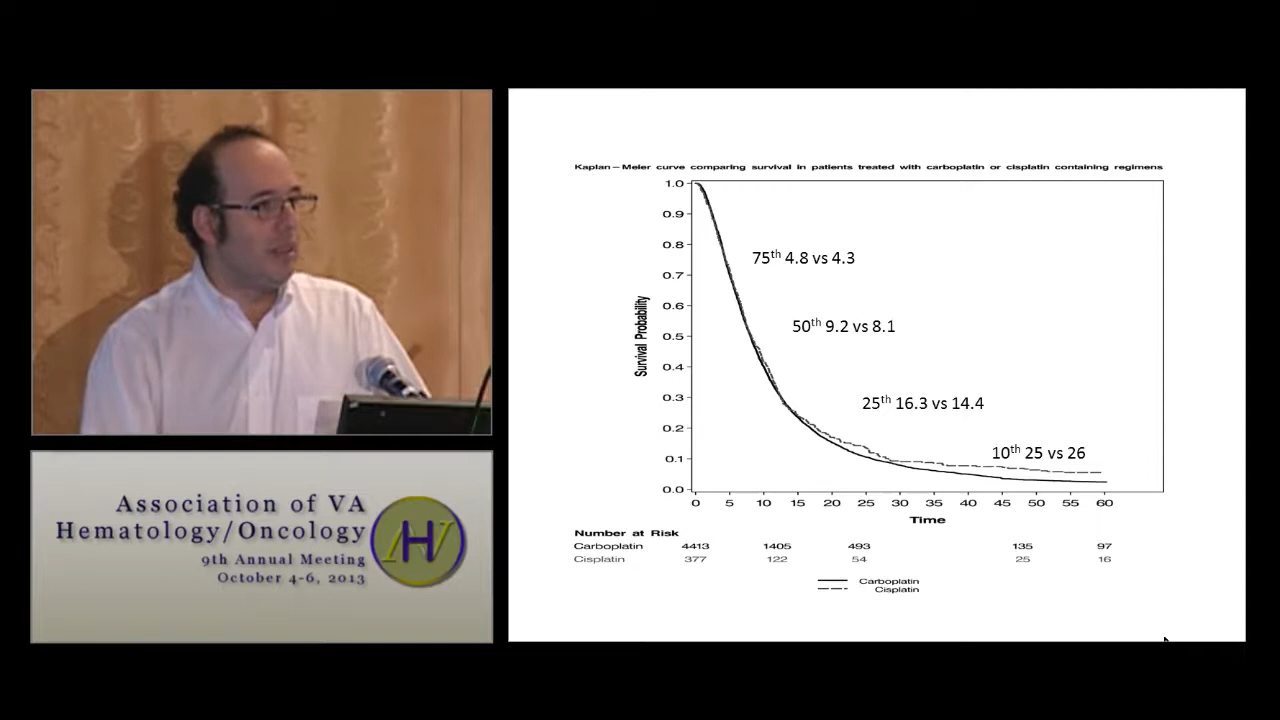 Association of VA
Hematology/Oncology
9th Annual Meeting
October 4-6, 2013
AVH
Kaplan-Meier curve comparing survival in patients treated with carboplatin or cisplatin containing regimens
Survival Probability
1.0
0.9
0.8
0.7
0.6
0.5
0.4
0.3
0.2
0.1
0.0
75th 4.8 vs 4.3
50th 9.2 vs 8.1
25th 16.3 vs 14.4
10th 25 vs 26
0 5 10 15 20 25 30 35 40 45 50 55 60
Time
Number at Risk
Carboplatin 4413 1405 493 135 97
Cisplatin 377 122 54 25 16
Carboplatin
Cisplatin